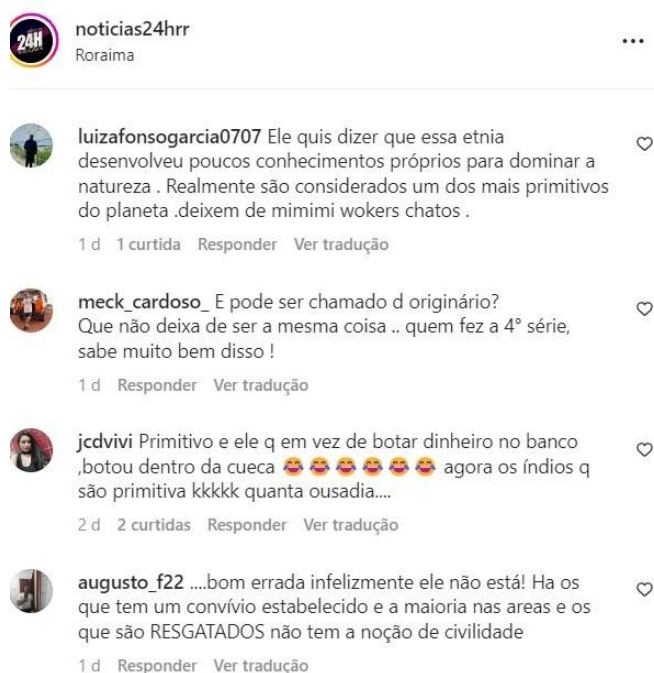 24H
noticias24hrr
Roraima
luizafonsogarcia0707 Ele quis dizer que essa etnia
desenvolveu poucos conhecimentos próprios para dominar a
natureza . Realmente são considerados um dos mais primitivos
do planeta .deixem de mimimi wokers chatos .
1 d 1 curtida Responder Ver tradução
meck_cardoso_ E pode ser chamado d originário?
Que não deixa de ser a mesma coisa .. quem fez a 4° série,
sabe muito bem disso !
1 d Responder Ver tradução
jcdvivi Primitivo e ele q em vez de botar dinheiro no banco
,botou dentro da cueca 😂😂😂😂😂😂 agora os índios q
são primitiva kkkkk quanta ousadia....
2 d 2 curtidas Responder Ver tradução
augusto_f22 ....bom errada infelizmente ele não está! Ha os
que tem um convívio estabelecido e a maioria nas areas e os
que são RESGATADOS não tem a noção de civilidade
1 d Responder Ver tradução